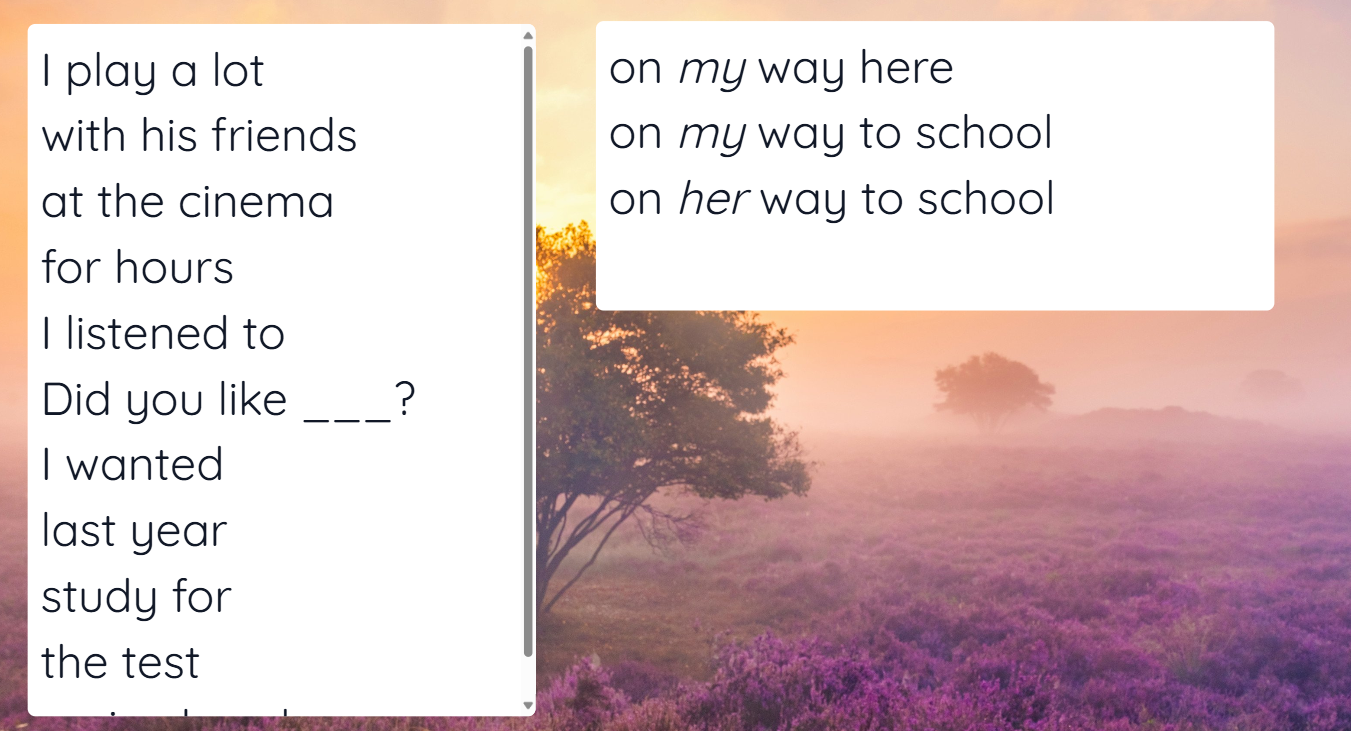 I play a lot
with his friends
at the cinema
for hours
I listened to
Did you like ___?
I wanted
last year
study for
the test
on my way here
on my way to school
on her way to school